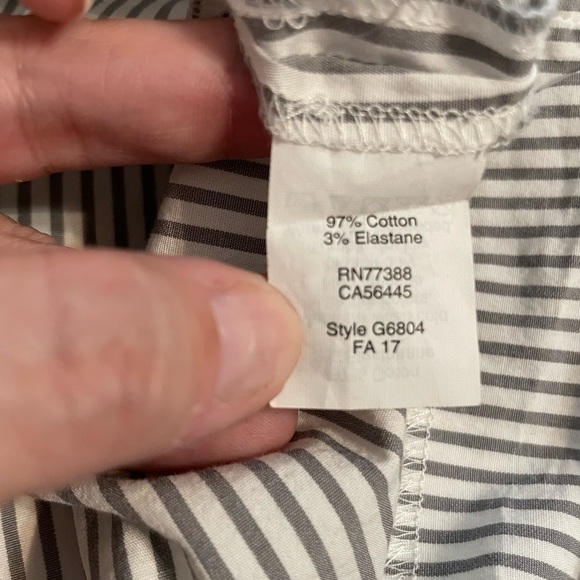 97% Cotton
3% Elastane
RN77388
CA56445
Style G6804
FA 17